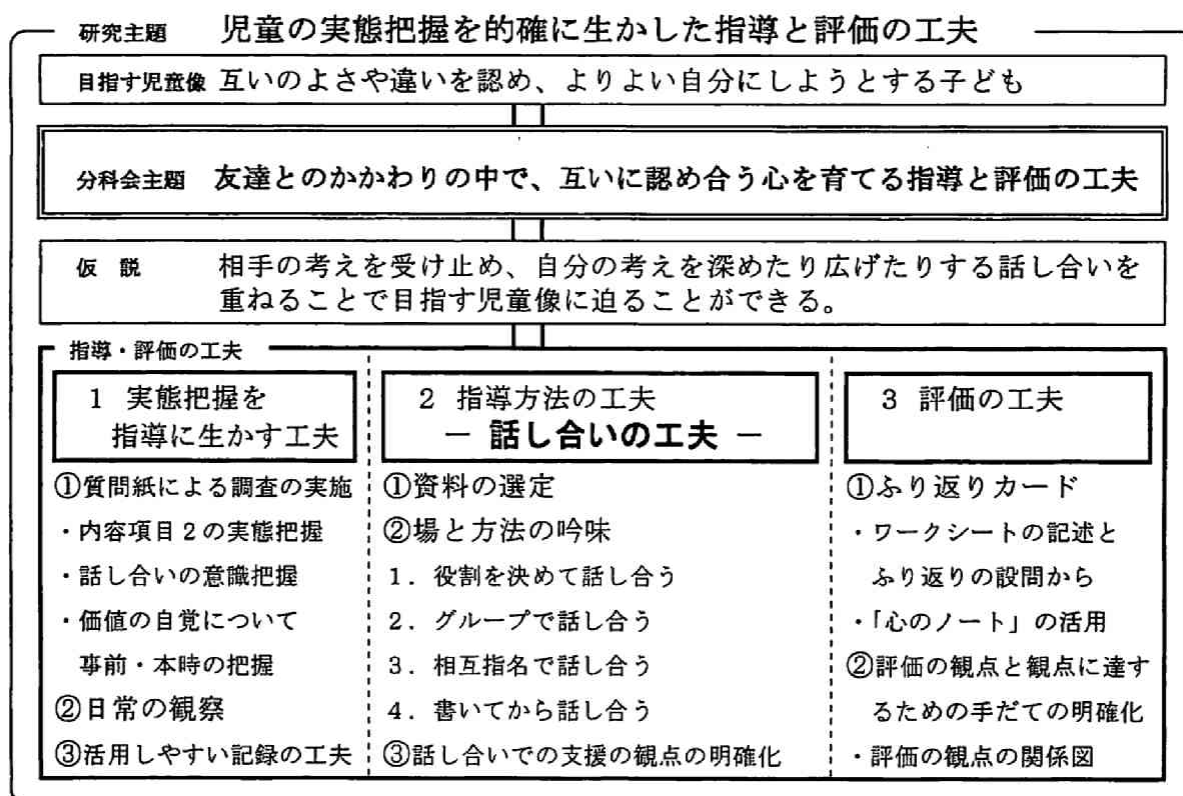 研究主題 児童の実態把握を的確に生かした指導と評価の工夫
目指す児童像 互いのよさや違いを認め、よりよい自分にしようとする子ども
分科会主題 友達とのかかわりの中で、互いに認め合う心を育てる指導と評価の工夫
仮 説 相手の考えを受け止め、自分の考えを深めたり広げたりする話し合いを
重ねることで目指す児童像に迫ることができる。
指導・評価の工夫
1 実態把握を
指導に生かす工夫
①質問紙による調査の実施
・内容項目2の実態把握
・話し合いの意識把握
・価値の自覚について
事前・本時の把握
②日常の観察
③活用しやすい記録の工夫
2 指導方法の工夫
― 話し合いの工夫 ―
①資料の選定
②場と方法の吟味
1.役割を決めて話し合う
2.グループで話し合う
3.相互指名で話し合う
4.書いてから話し合う
③話し合いでの支援の観点の明確化
3 評価の工夫
①ふり返りカード
・ワークシートの記述と
ふり返りの設問から
・「心のノート」の活用
②評価の観点と観点に達す
るための手だての明確化
・評価の観点の関係図